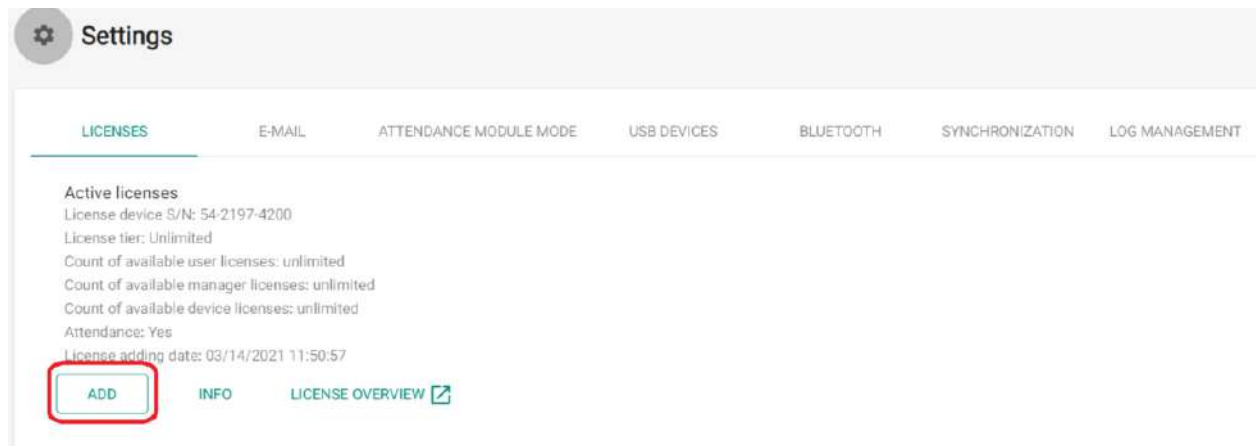 Settings
LICENSES E-MAIL ATTENDANCE MODULE MODE USB DEVICES BLUETOOTH SYNCHRONIZATION LOG MANAGEMENT
Active licenses
License device S/N: 54-2197-4200
License tier: Unlimited
Count of available user licenses: unlimited
Count of available manager licenses: unlimited
Count of available device licenses: unlimited
Attendance: Yes
License adding date: 03/14/2021 11:50:57
ADD INFO LICENSE OVERVIEW